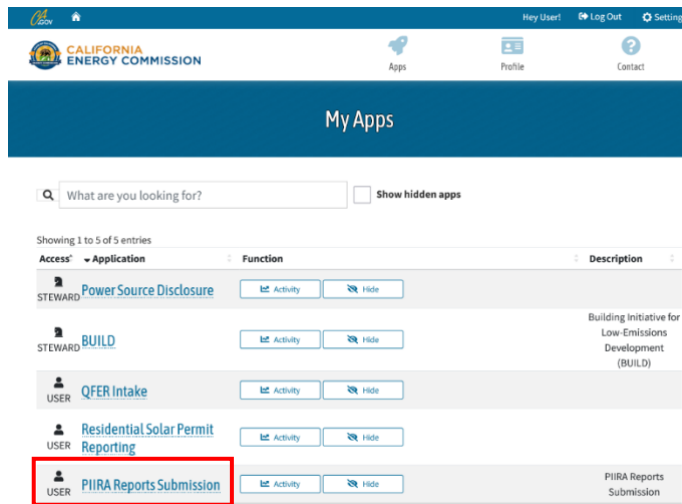 CA.GOV
Hey User! Log Out Setting
CALIFORNIA
ENERGY COMMISSION
Apps Profile Contact
My Apps
What are you looking for? Show hidden apps
Showing 1 to 5 of 5 entries
Access Application Function Description
STEWARD Power Source Disclosure Activity Hide
STEWARD BUILD Activity Hide Building Initiative for
Low-Emissions
Development
(BUILD)
USER QFER Intake Activity Hide
USER Residential Solar Permit
Reporting Activity Hide
USER PIIRA Reports Submission Activity Hide PIIRA Reports
Submission